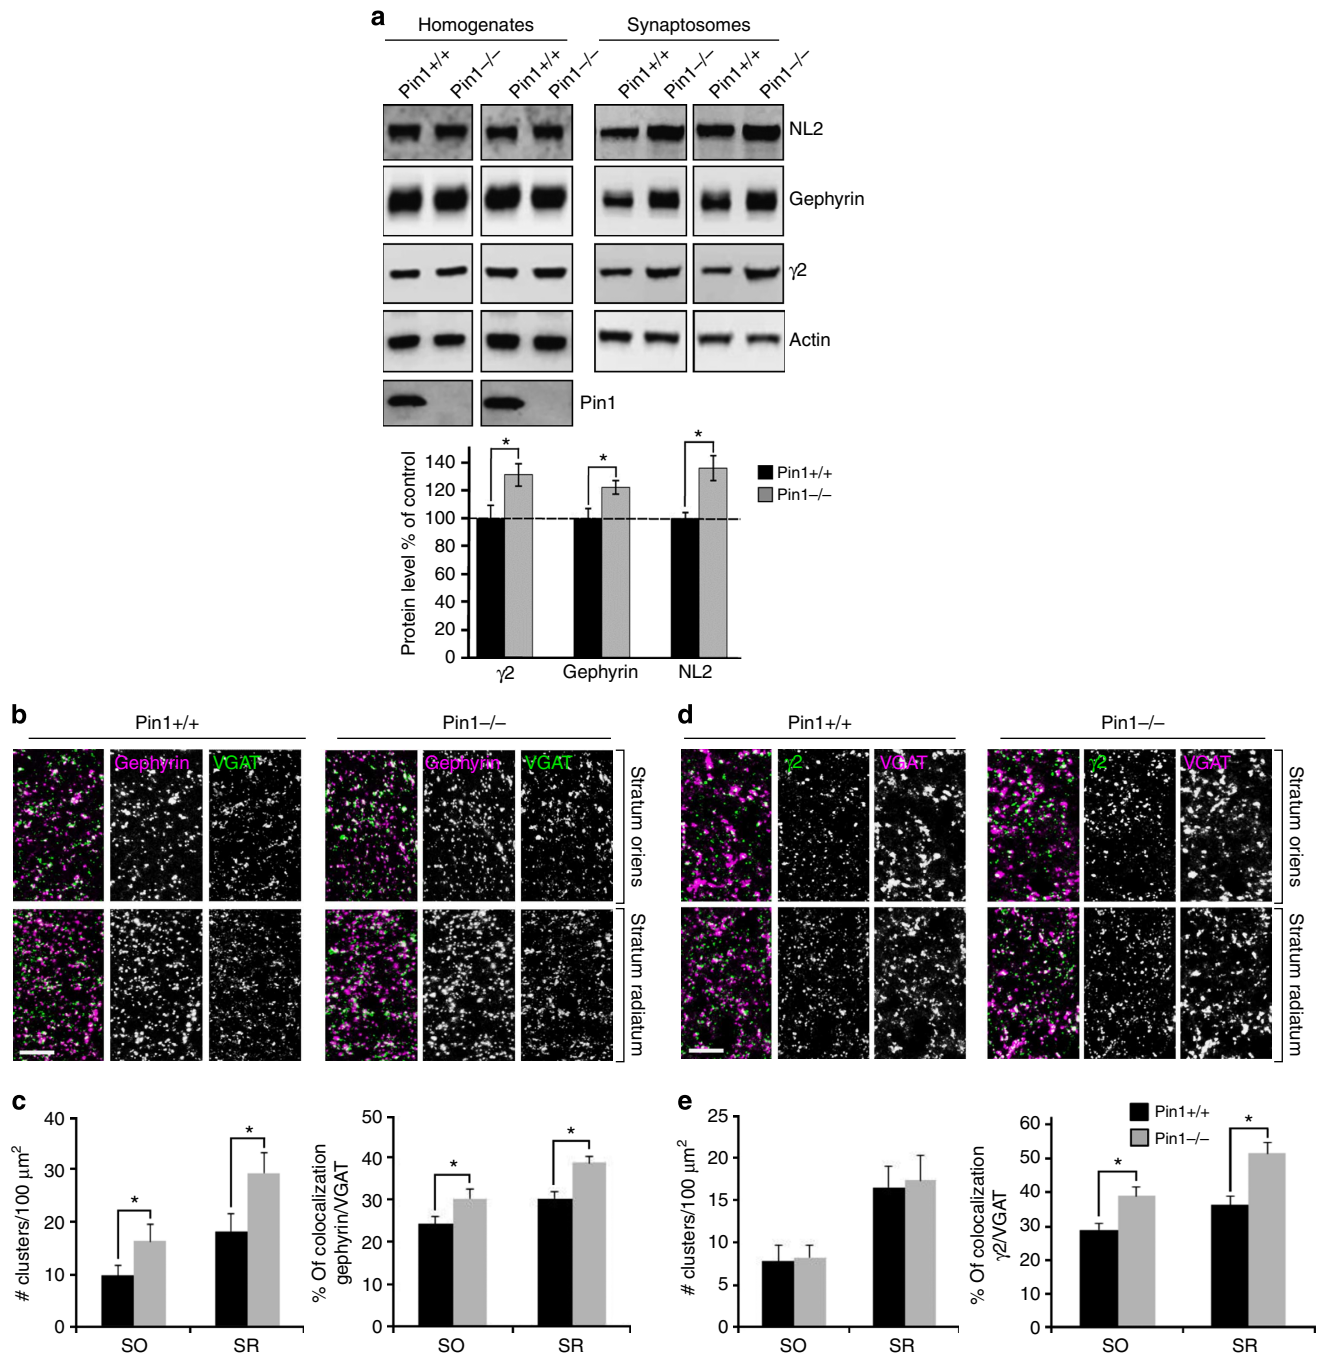 a
Homogenates
Synaptosomes
Pin1+/+
Pin1−/−
Pin1+/+
Pin1−/−
Pin1+/+
Pin1−/−
Pin1+/+
Pin1−/−
NL2
Gephyrin
γ2
Actin
Pin1
Protein level % of control
140
120
100
80
60
40
20
0
*
*
*
γ2
Gephyrin
NL2
Pin1+/+
Pin1−/−
b
Pin1+/+
Pin1−/−
Gephyrin
VGAT
Gephyrin
VGAT
Stratum oriens
Stratum radiatum
d
Pin1+/+
Pin1−/−
γ2
VGAT
γ2
VGAT
Stratum oriens
Stratum radiatum
c
# clusters/100 μm²
40
30
20
10
0
*
*
SO
SR
% Of colocalization
gephyrin/VGAT
50
40
30
20
10
0
*
*
SO
SR
e
# clusters/100 μm²
25
20
15
10
5
0
SO
SR
% Of colocalization
γ2/VGAT
60
50
40
30
20
10
0
*
*
SO
SR
Pin1+/+
Pin1−/−